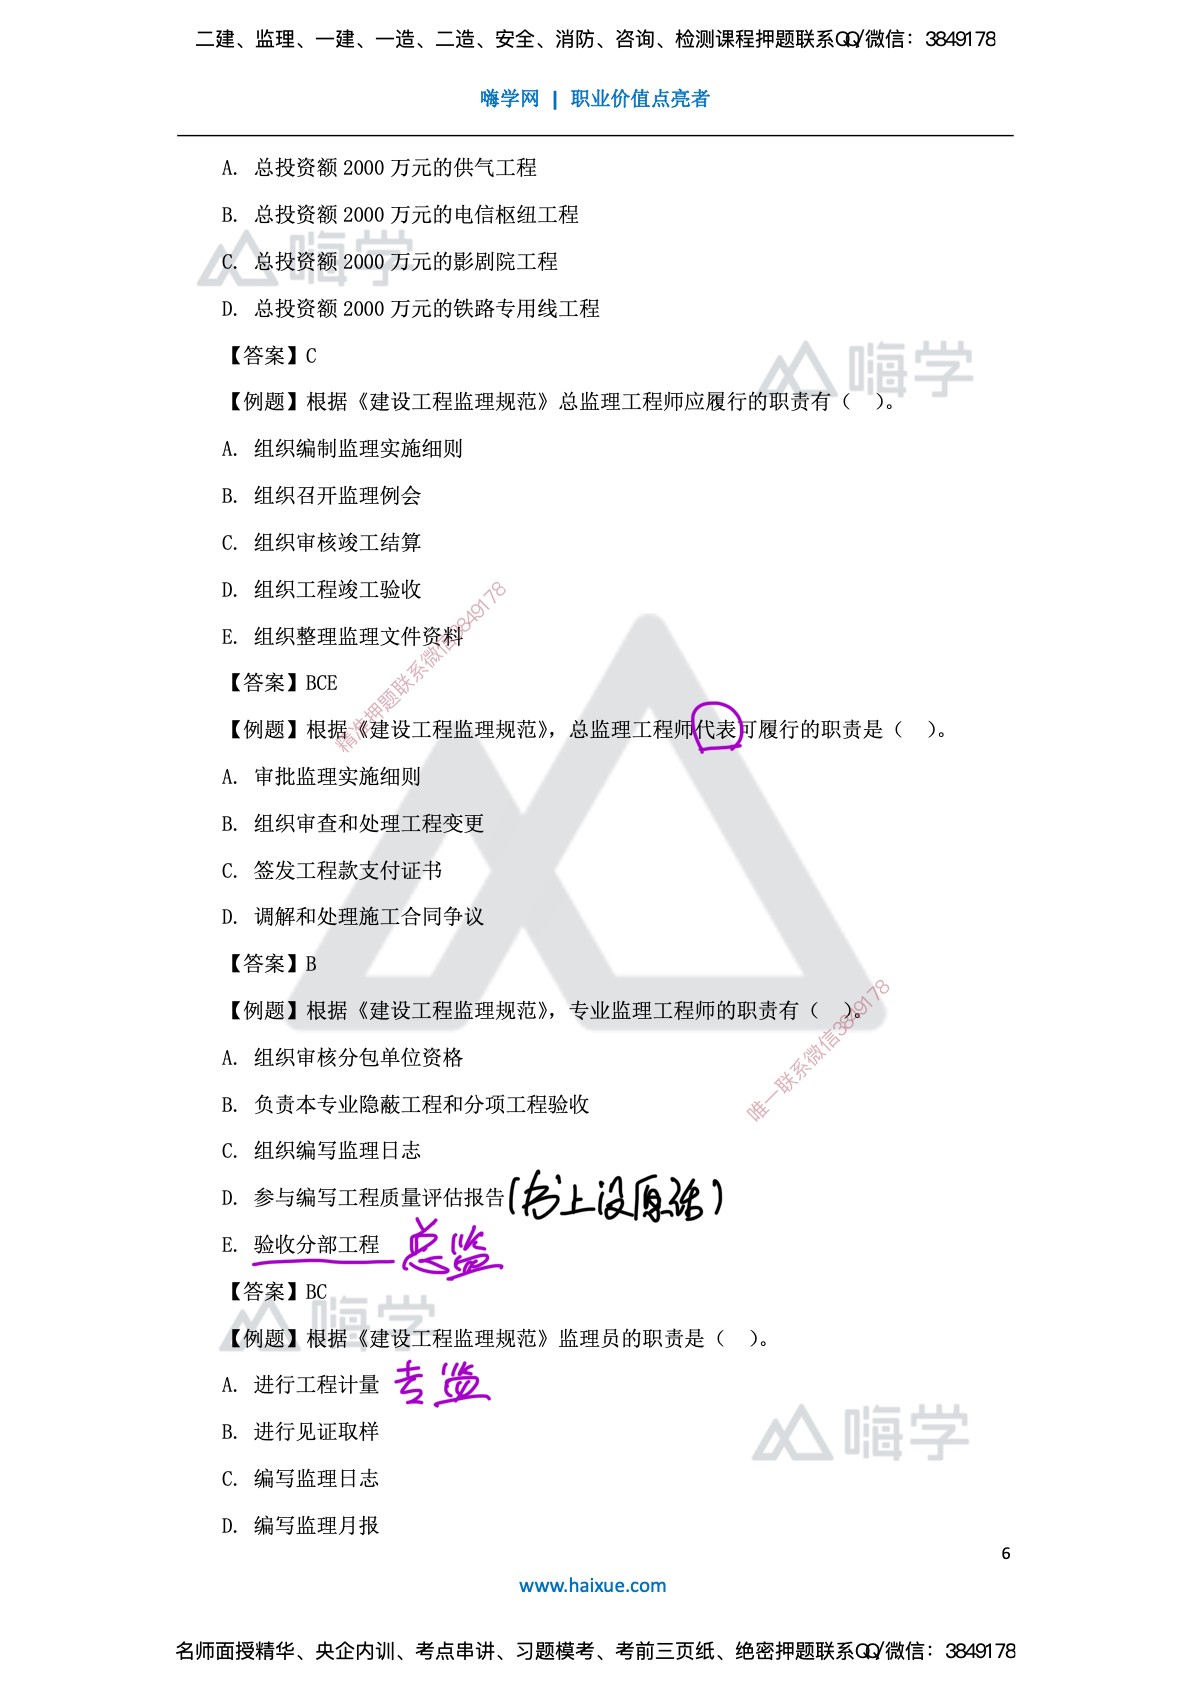 二建、监理、一建、一造、二造、安全、消防、咨询、检测课程押题联系QQ/微信：3849178
嗨学网 | 职业价值点亮者
A. 总投资额 2000 万元的供气工程
B. 总投资额 2000 万元的电信枢纽工程
嗨学
C. 总投资额 2000 万元的影剧院工程
D. 总投资额 2000 万元的铁路专用线工程
【答案】C
嗨学
【例题】根据《建设工程监理规范》总监理工程师应履行的职责有（ ）。
A. 组织编制监理实施细则
B. 组织召开监理例会
C. 组织审核竣工结算
D. 组织工程竣工验收
E. 组织整理监理文件资料
精准押题联系微信3849178
【答案】BCE
【例题】根据《建设工程监理规范》，总监理工程师代表可履行的职责是（ ）。
A. 审批监理实施细则
B. 组织审查和处理工程变更
C. 签发工程款支付证书
D. 调解和处理施工合同争议
【答案】B
【例题】根据《建设工程监理规范》，专业监理工程师的职责有（ ）。
唯一联系微信3849178
A. 组织审核分包单位资格
B. 负责本专业隐蔽工程和分项工程验收
C. 组织编写监理日志
D. 参与编写工程质量评估报告（书上没原话）
E. 验收分部工程 总监
【答案】BC
嗨学
【例题】根据《建设工程监理规范》监理员的职责是（ ）。
A. 进行工程计量 专监
B. 进行见证取样
嗨学
C. 编写监理日志
D. 编写监理月报
6
www.haixue.com
名师面授精华、央企内训、考点串讲、习题模考、考前三页纸、绝密押题联系QQ/微信：3849178